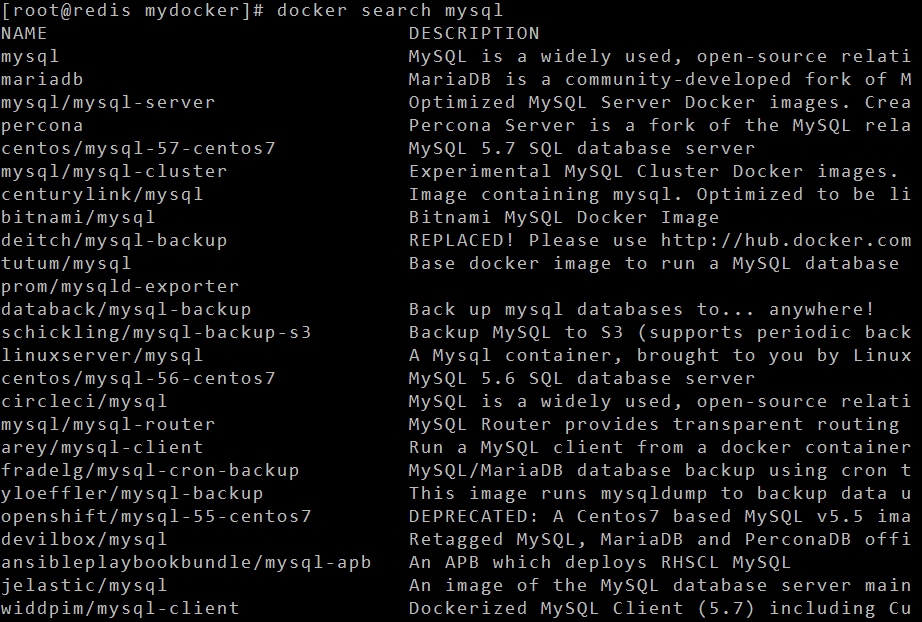 [root@redis mydocker]# docker search mysql
NAME DESCRIPTION
mysql MySQL is a widely used, open-source relati
mariadb MariaDB is a community-developed fork of M
mysql/mysql-server Optimized MySQL Server Docker images. Crea
percona Percona Server is a fork of the MySQL rela
centos/mysql-57-centos7 MySQL 5.7 SQL database server
mysql/mysql-cluster Experimental MySQL Cluster Docker images.
centurylink/mysql Image containing mysql. Optimized to be li
bitnami/mysql Bitnami MySQL Docker Image
deitch/mysql-backup REPLACED! Please use http://hub.docker.com
tutum/mysql Base docker image to run a MySQL database
prom/mysqld-exporter
databack/mysql-backup Back up mysql databases to... anywhere!
schickling/mysql-backup-s3 Backup MySQL to S3 (supports periodic back
linuxserver/mysql A Mysql container, brought to you by Linux
centos/mysql-56-centos7 MySQL 5.6 SQL database server
circleci/mysql MySQL is a widely used, open-source relati
mysql/mysql-router MySQL Router provides transparent routing
arey/mysql-client Run a MySQL client from a docker container
fradelg/mysql-cron-backup MySQL/MariaDB database backup using cron t
yloeffler/mysql-backup This image runs mysqldump to backup data u
openshift/mysql-55-centos7 DEPRECATED: A Centos7 based MySQL v5.5 ima
devilbox/mysql Retagged MySQL, MariaDB and PerconaDB offi
ansibleplaybookbundle/mysql-apb An APB which deploys RHSCL MySQL
jelastic/mysql An image of the MySQL database server main
widdpim/mysql-client Dockerized MySQL Client (5.7) including Cu